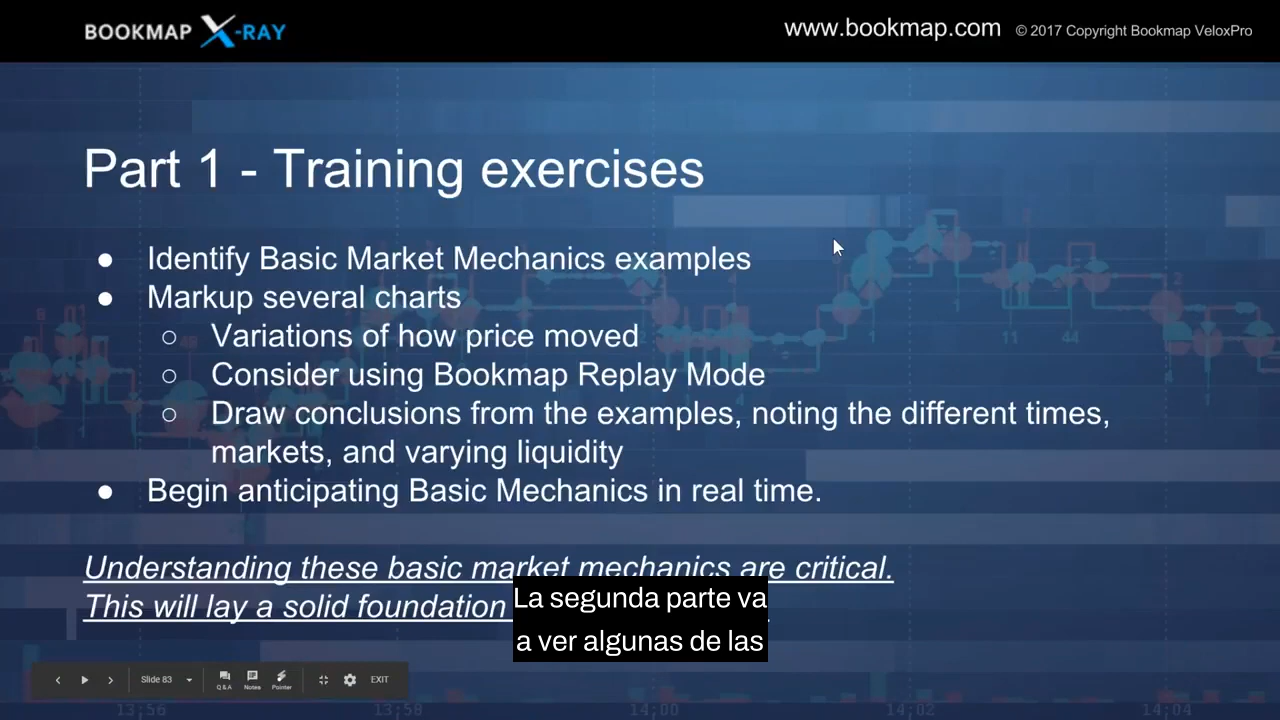 BOOKMAP X-RAY
www.bookmap.com © 2017 Copyright Bookmap VeloxPro
Part 1 - Training exercises
● Identify Basic Market Mechanics examples
● Markup several charts
○ Variations of how price moved
○ Consider using Bookmap Replay Mode
○ Draw conclusions from the examples, noting the different times,
markets, and varying liquidity
● Begin anticipating Basic Mechanics in real time.
Understanding these basic market mechanics are critical.
This will lay a solid foundation
La segunda parte va
a ver algunas de las
Slide 83
Q & A
Notes
Pointer
EXIT
1
11
44
13:56
13:58
14:00
14:02
14:04